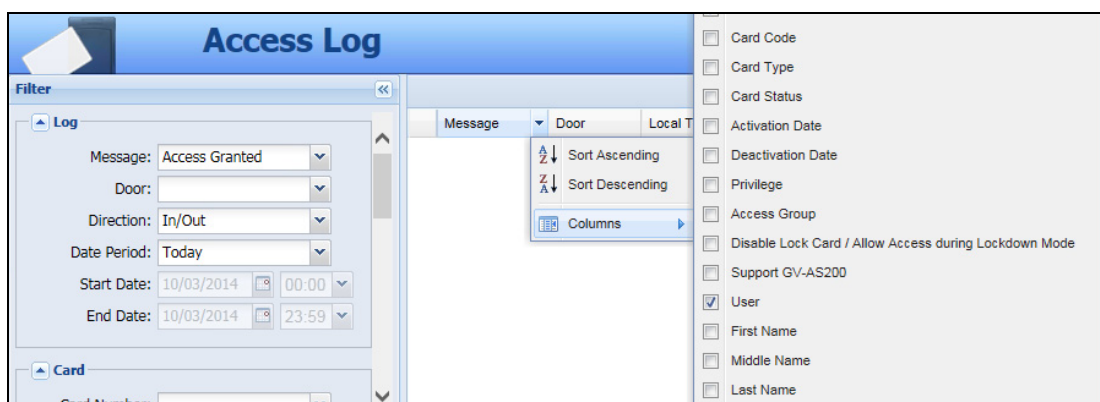 Access Log
Filter
Log
Message: Access Granted
Door:
Direction: In/Out
Date Period: Today
Start Date: 10/03/2014 00:00
End Date: 10/03/2014 23:59
Card
Message Door Local T
Sort Ascending
Sort Descending
Columns
Card Code
Card Type
Card Status
Activation Date
Deactivation Date
Privilege
Access Group
Disable Lock Card / Allow Access during Lockdown Mode
Support GV-AS200
User
First Name
Middle Name
Last Name